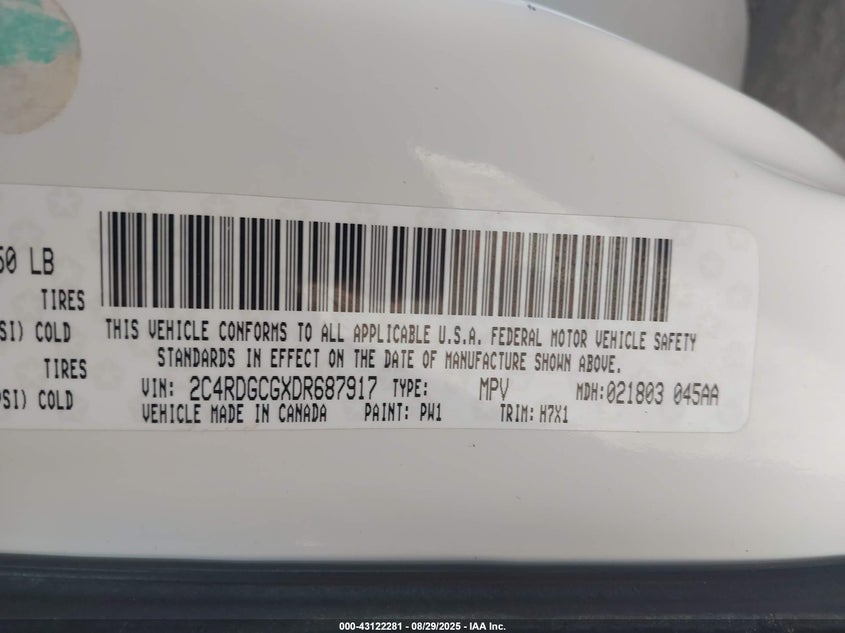 50 LB
TIRES
SI) COLD
TIRES
PSI) COLD
THIS VEHICLE CONFORMS TO ALL APPLICABLE U.S.A. FEDERAL MOTOR VEHICLE SAFETY
STANDARDS IN EFFECT ON THE DATE OF MANUFACTURE SHOWN ABOVE.
VIN: 2C4RDGCGXDR687917 TYPE: MPV MDH:021803 045AA
VEHICLE MADE IN CANADA PAINT: PW1 TRIM: H7X1
000-43122281 - 08/29/2025 - IAA Inc.